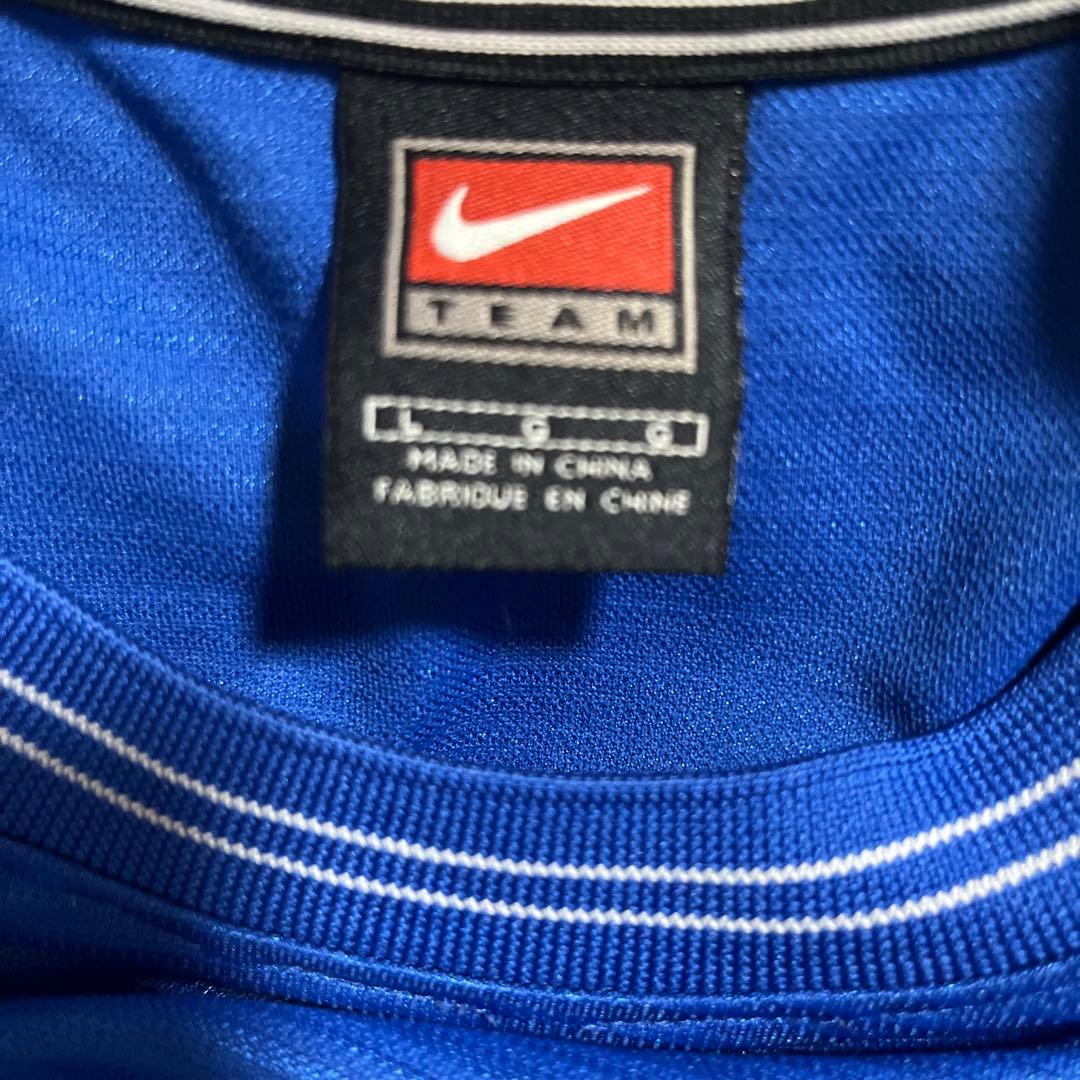 TEAM
L G G
MADE IN CHINA
FABRIQUE EN CHINE